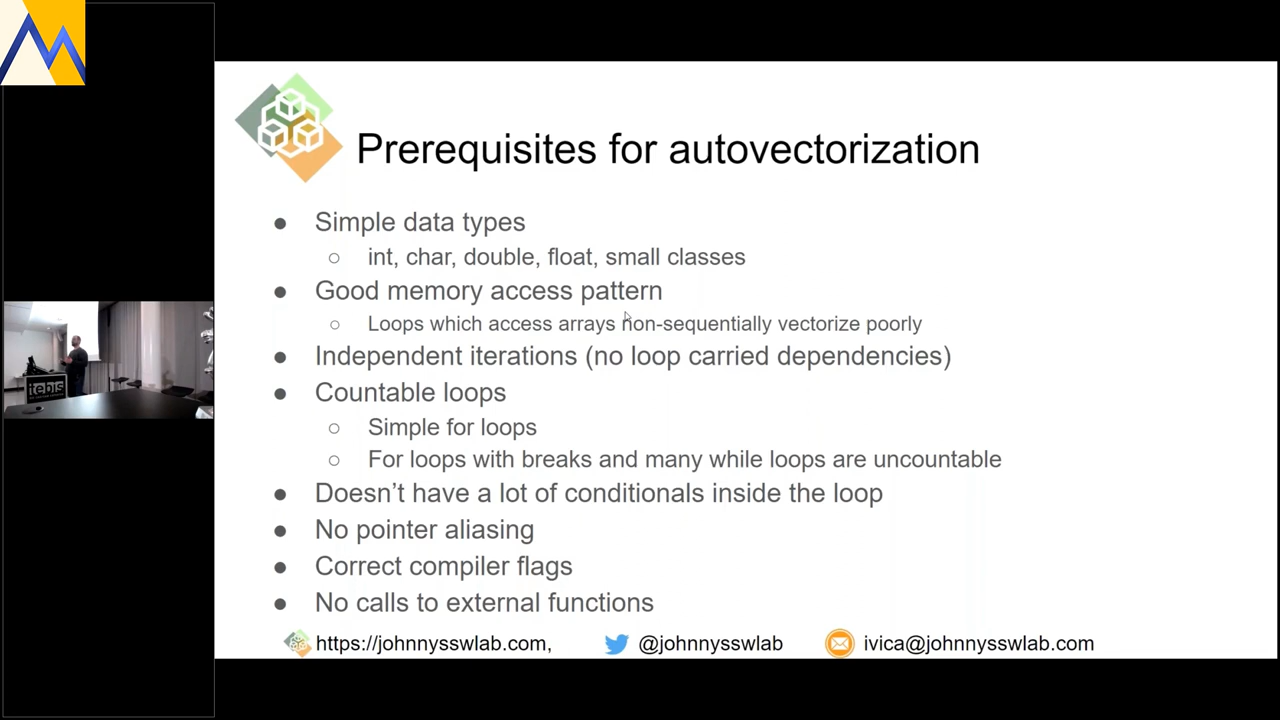 Prerequisites for autovectorization
● Simple data types
○ int, char, double, float, small classes
● Good memory access pattern
○ Loops which access arrays non-sequentially vectorize poorly
● Independent iterations (no loop carried dependencies)
● Countable loops
○ Simple for loops
○ For loops with breaks and many while loops are uncountable
● Doesn’t have a lot of conditionals inside the loop
● No pointer aliasing
● Correct compiler flags
● No calls to external functions
https://johnnysswlab.com, @johnnysswlab ivica@johnnysswlab.com
tebis